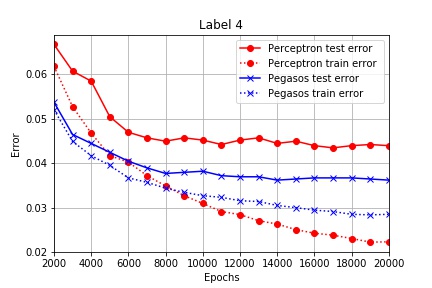 Label 4
Perceptron test error
Perceptron train error
Pegasos test error
Pegasos train error
Error
0.06
0.05
0.04
0.03
0.02
2000 4000 6000 8000 10000 12000 14000 16000 18000 20000
Epochs